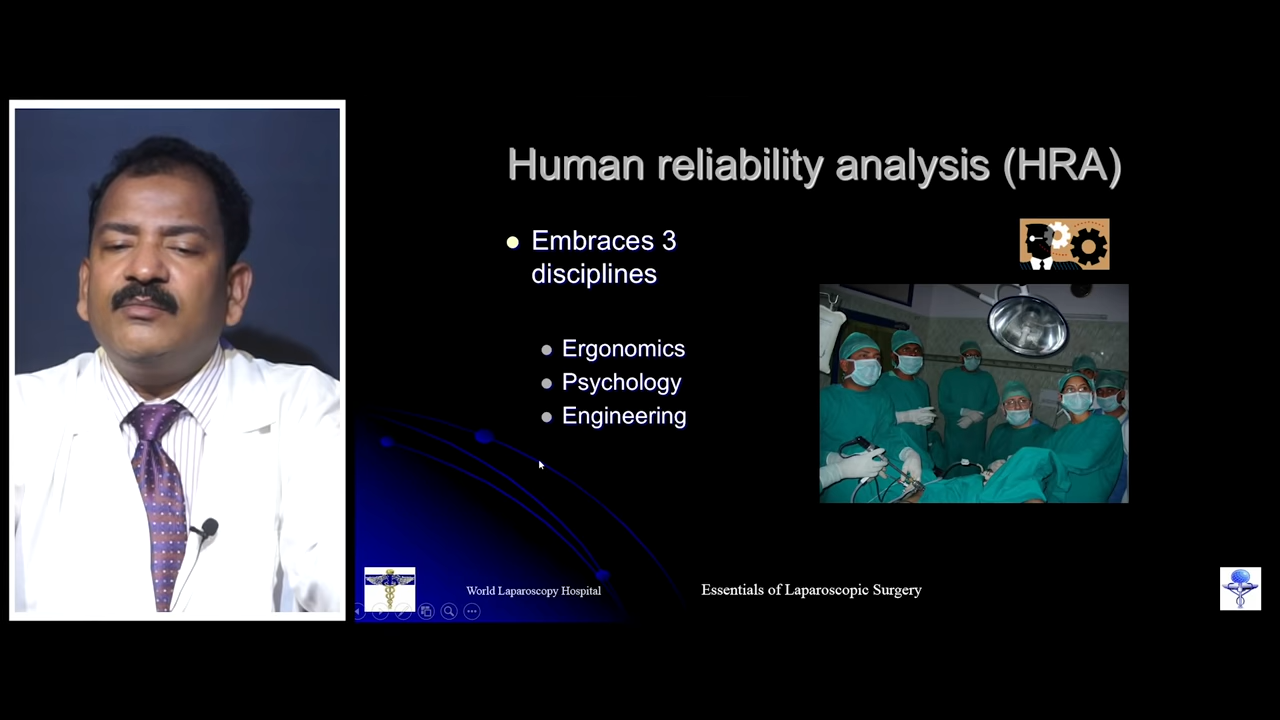 Human reliability analysis (HRA)
Embraces 3
disciplines
Ergonomics
Psychology
Engineering
World Laparoscopy Hospital
Essentials of Laparoscopic Surgery